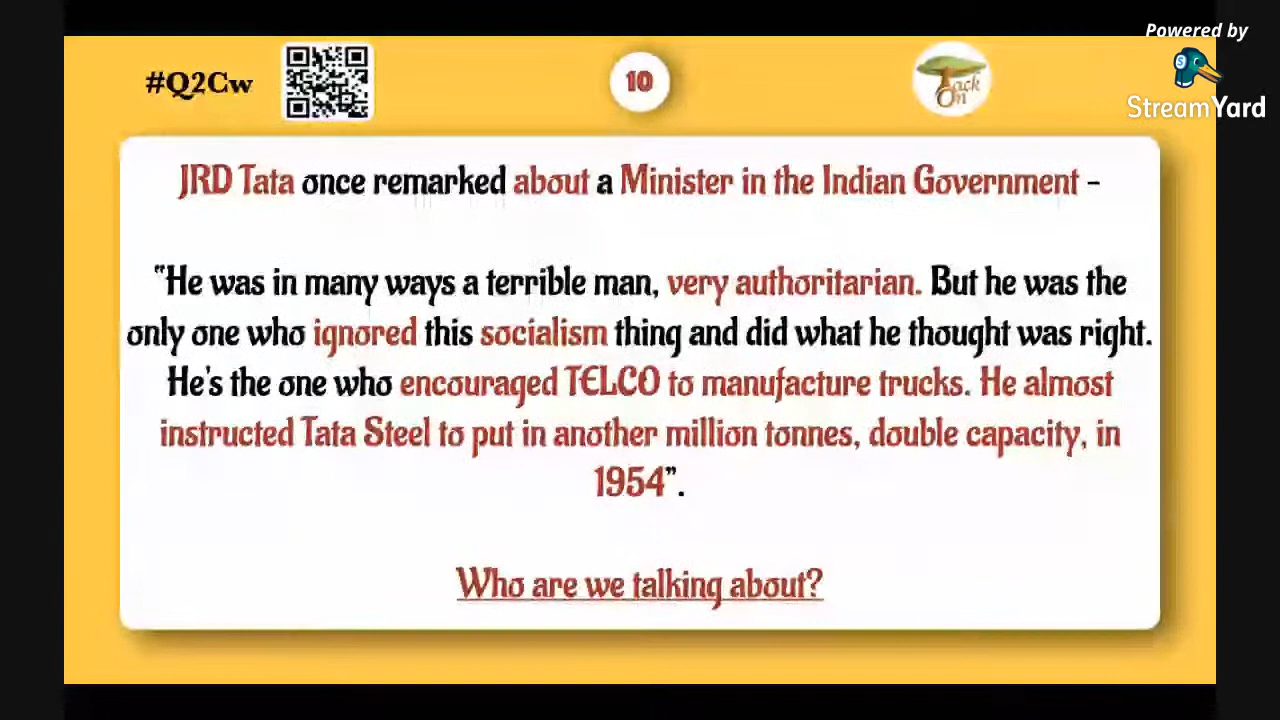 Powered by
StreamYard
#Q2Cw
10
Jack
On
JRD Tata once remarked about a Minister in the Indian Government -
"He was in many ways a terrible man, very authoritarian. But he was the
only one who ignored this socialism thing and did what he thought was right.
He's the one who encouraged TELCO to manufacture trucks. He almost
instructed Tata Steel to put in another million tonnes, double capacity, in
1954".
Who are we talking about?